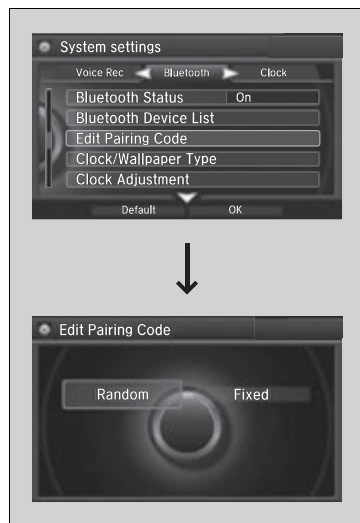 System settings
Voice Rec Bluetooth Clock
Bluetooth Status On
Bluetooth Device List
Edit Pairing Code
Clock/Wallpaper Type
Clock Adjustment
Default OK
Edit Pairing Code
Random Fixed